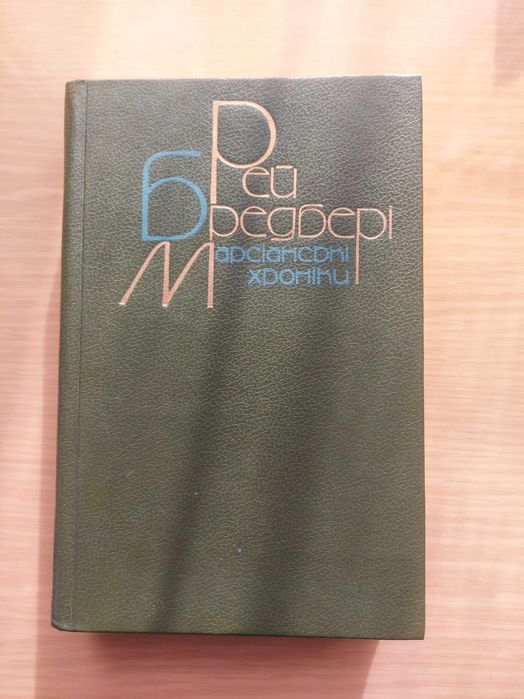 Рей
Бредбері
Марсіанські
хроніки